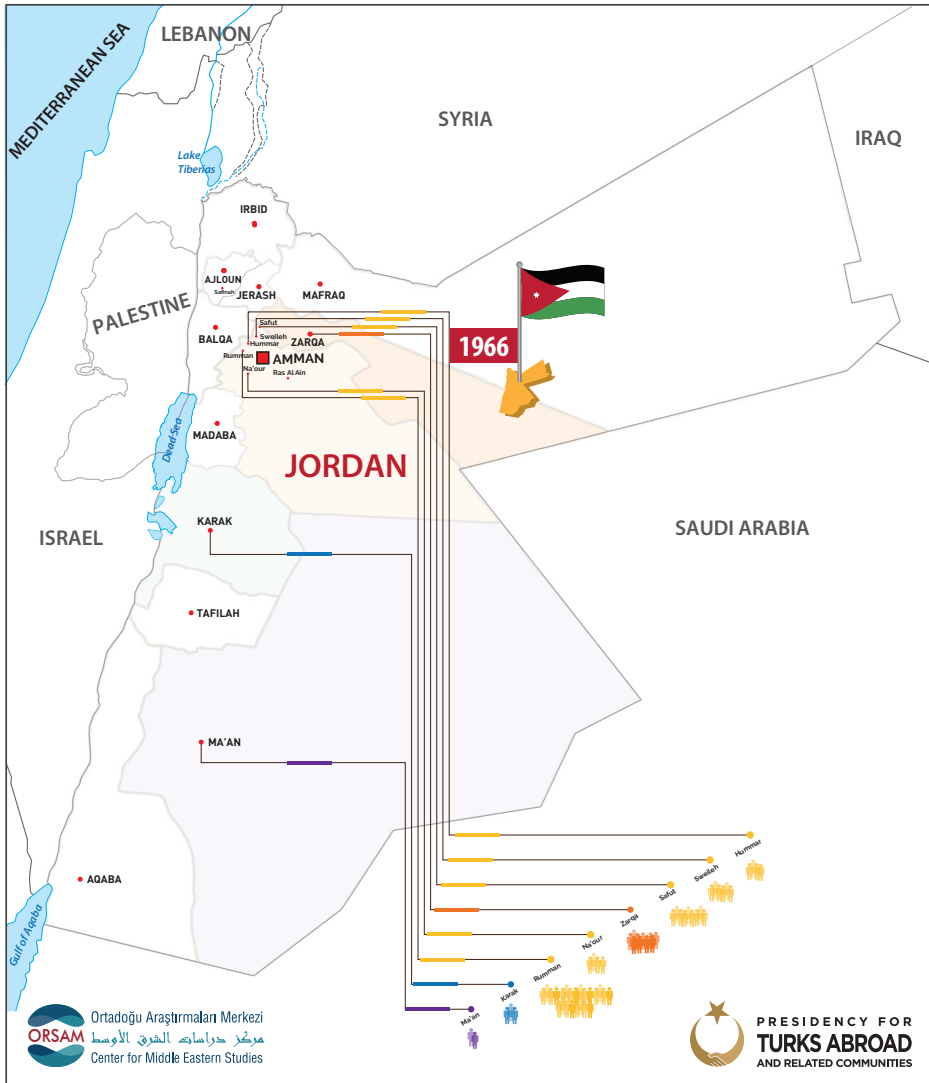 LEBANON
MEDITERRANEAN SEA
SYRIA
IRAQ
Lake
Tiberias
IRBID
AJLOUN
Sannah
JERASH
MAFRAQ
PALESTINE
BALQA
Safut
Sweileh
Hummar
ZARQA
1966
Rumman
AMMAN
Na'our
Ras Al Ain
Dead Sea
MADABA
JORDAN
KARAK
ISRAEL
SAUDI ARABIA
TAFILAH
MA'AN
AQABA
Gulf of Aqaba
Hummar
Sweileh
Safut
Zarqa
Na'our
Rumman
Karak
Ma'an
ORSAM
Ortadoğu Araştırmaları Merkezi
مركز دراسات الشرق الأوسط
Center for Middle Eastern Studies
PRESIDENCY FOR
TURKS ABROAD
AND RELATED COMMUNITIES